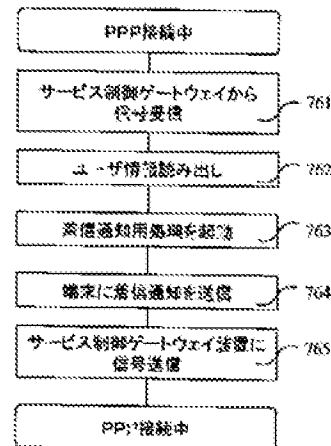 PPP接続中
サービス制御ゲートウェイから
信号受信
761
ユーザ情報読み出し
762
着信通知用処理を起動
763
端末に着信通知を送信
764
サービス制御ゲートウェイ装置に
信号送信
765
PPP接続中